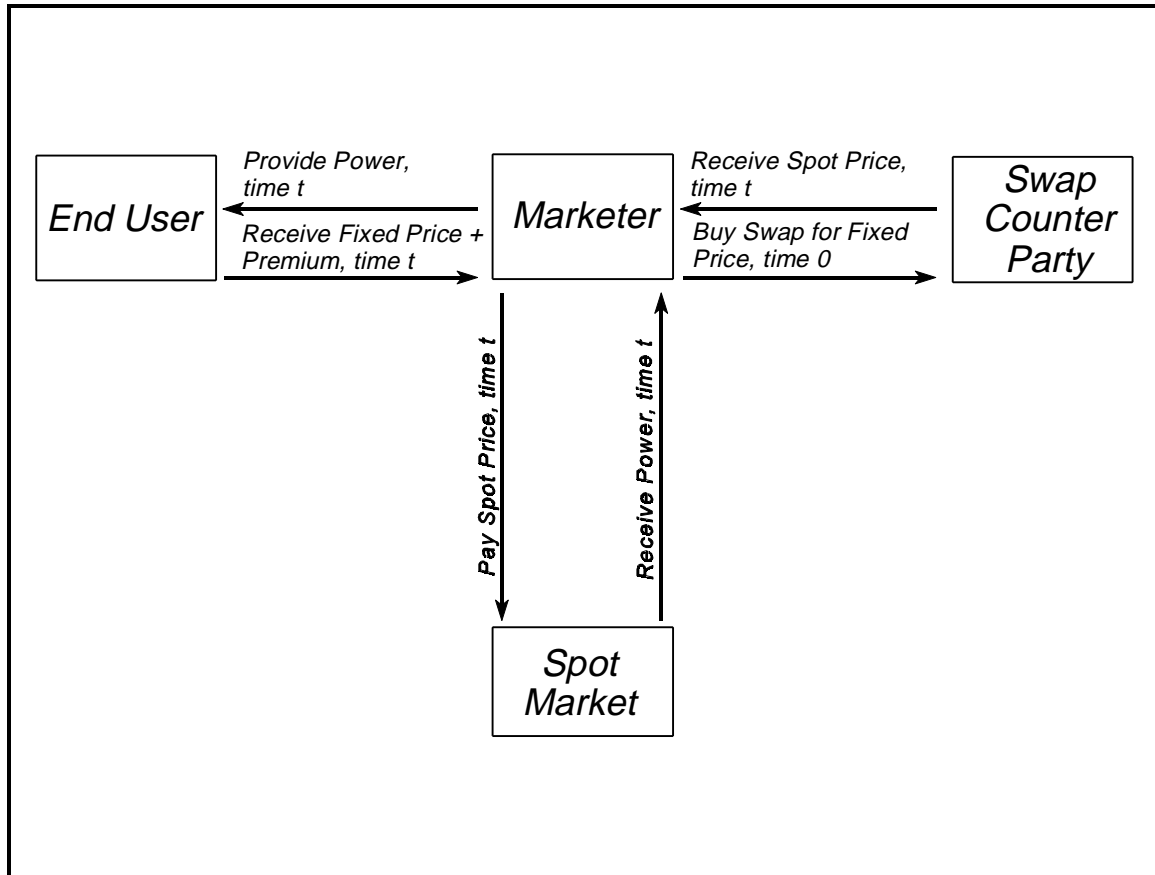 End User
Provide Power,
time t
Receive Fixed Price +
Premium, time t
Marketer
Receive Spot Price,
time t
Buy Swap for Fixed
Price, time 0
Swap
Counter
Party
Pay Spot Price, time t
Receive Power, time t
Spot
Market